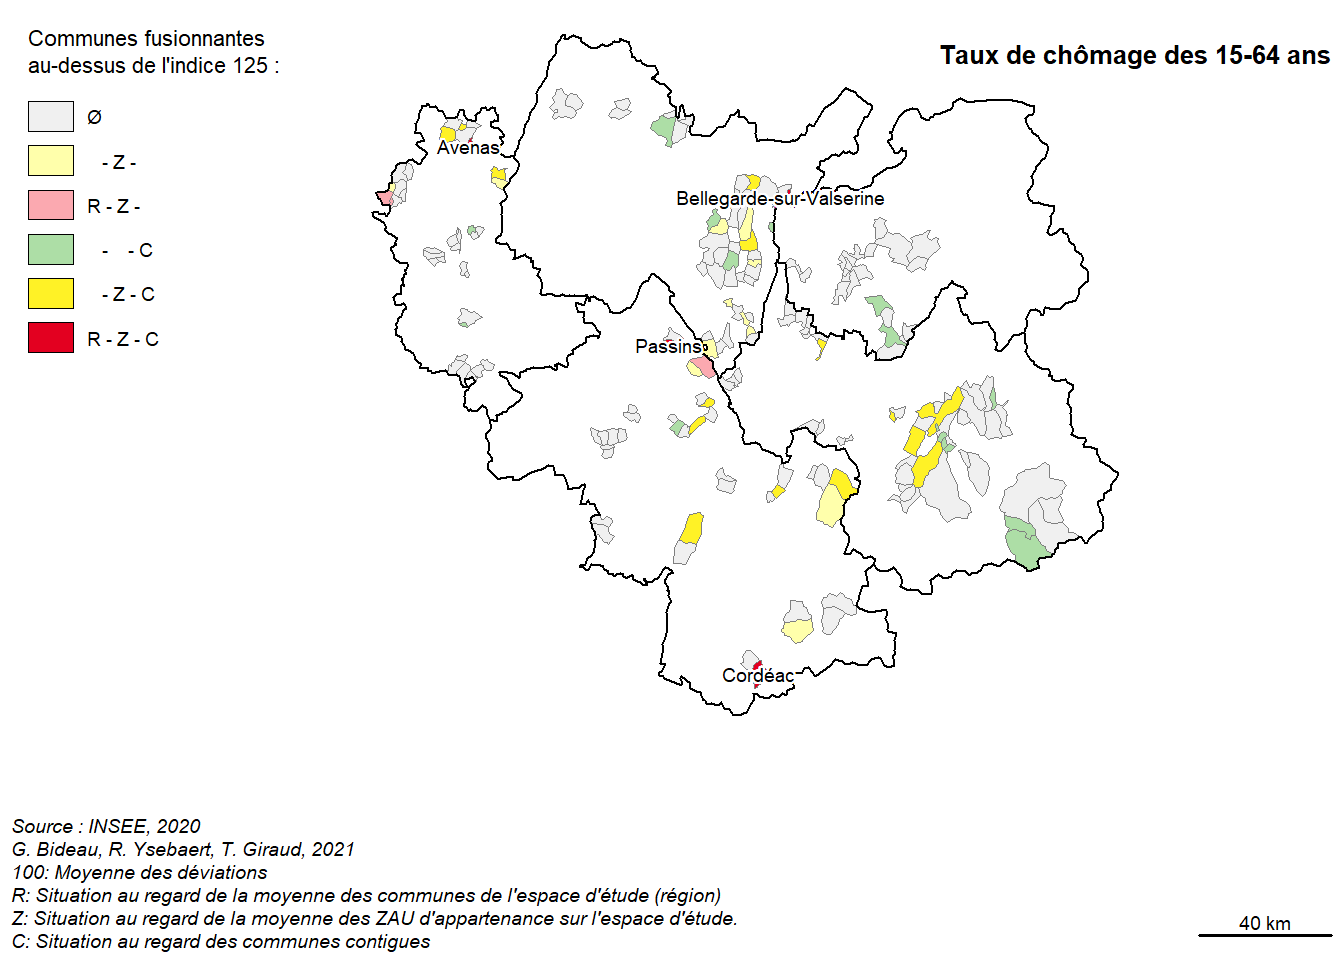 Communes fusionnantes
au-dessus de l'indice 125 :
Taux de chômage des 15-64 ans
Ø
- Z -
R - Z -
-   - C
- Z - C
R - Z - C
Avenas
Bellegarde-sur-Valserine
Passins
Cordéac
Source : INSEE, 2020
G. Bideau, R. Ysebaert, T. Giraud, 2021
100: Moyenne des déviations
R: Situation au regard de la moyenne des communes de l'espace d'étude (région)
Z: Situation au regard de la moyenne des ZAU d'appartenance sur l'espace d'étude.
C: Situation au regard des communes contigues
40 km